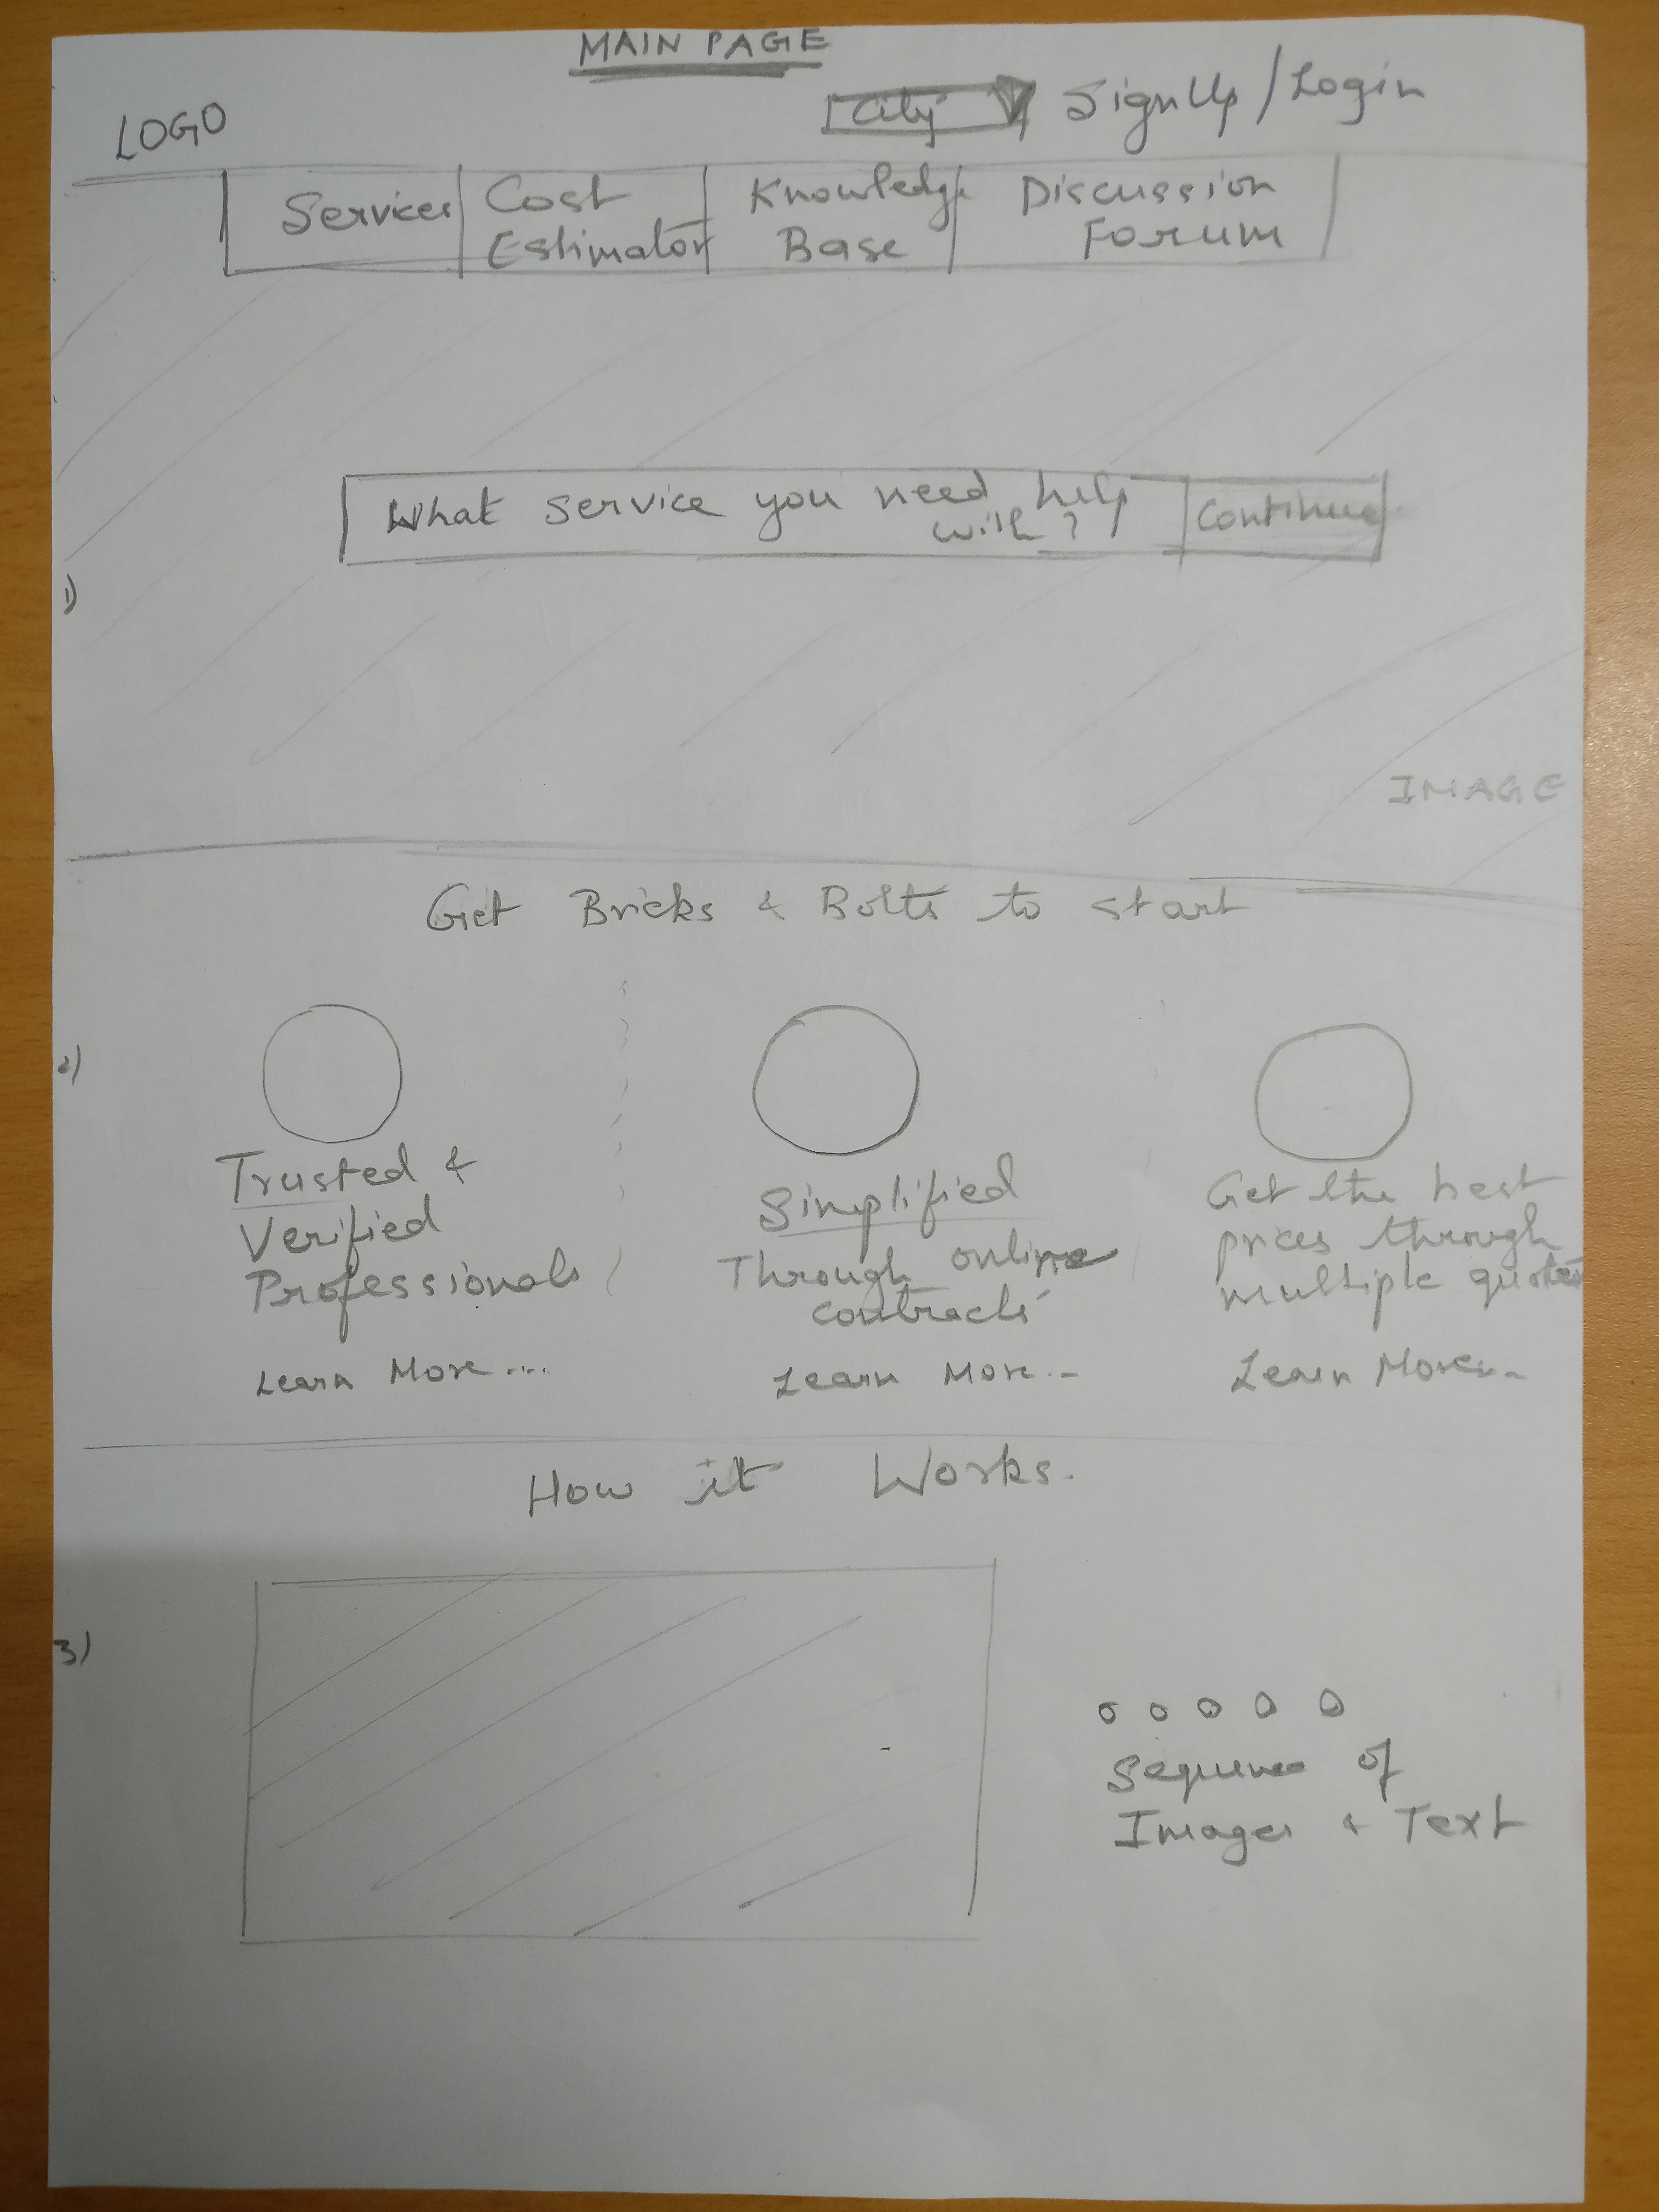 MAIN PAGE
LOGO
City
SignUp / Login
Services
Cost
Estimator
Knowledge
Base
Discussion
Forum
What service you need help
with?
Continue
1)
IMAGE
Get Bricks & Bolts to start
2)
Trusted &
Verified
Professionals
Learn More....
Simplified
Through online
contracts
Learn More..
Get the best
prices through
multiple quotes
Learn More..
How it Works.
3)
Sequence of
Images & Text